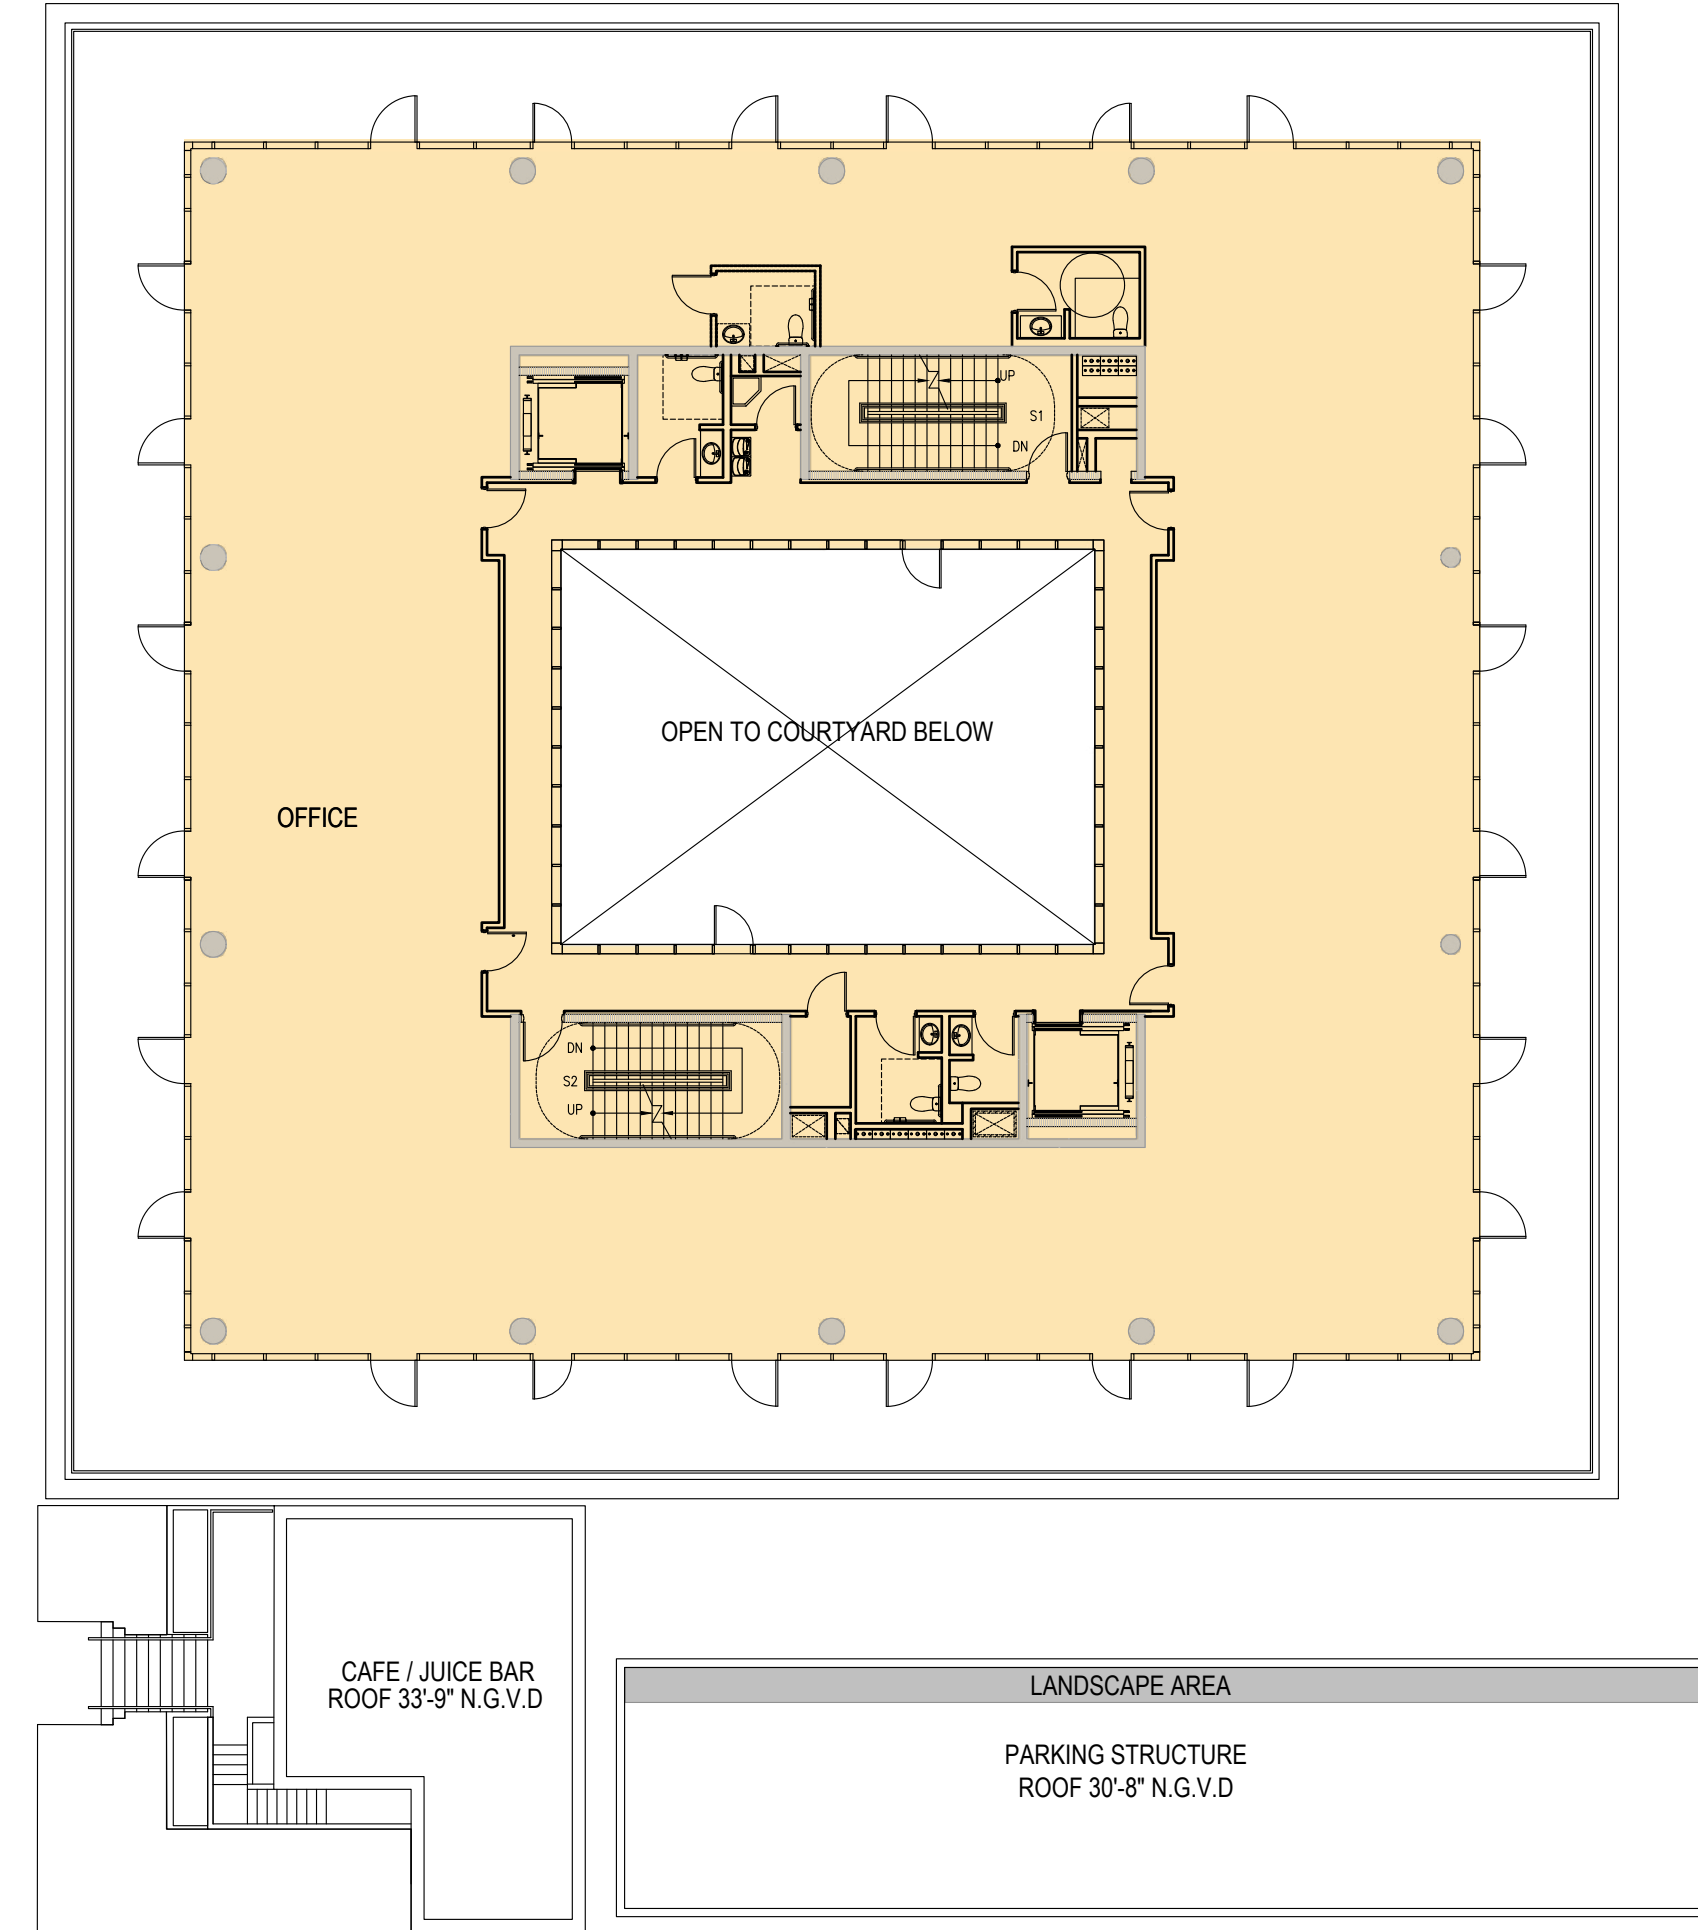 UP
S1
DN
OPEN TO COURTYARD BELOW
OFFICE
DN
S2
UP
CAFE / JUICE BAR
ROOF 33'-9" N.G.V.D
LANDSCAPE AREA
PARKING STRUCTURE
ROOF 30'-8" N.G.V.D